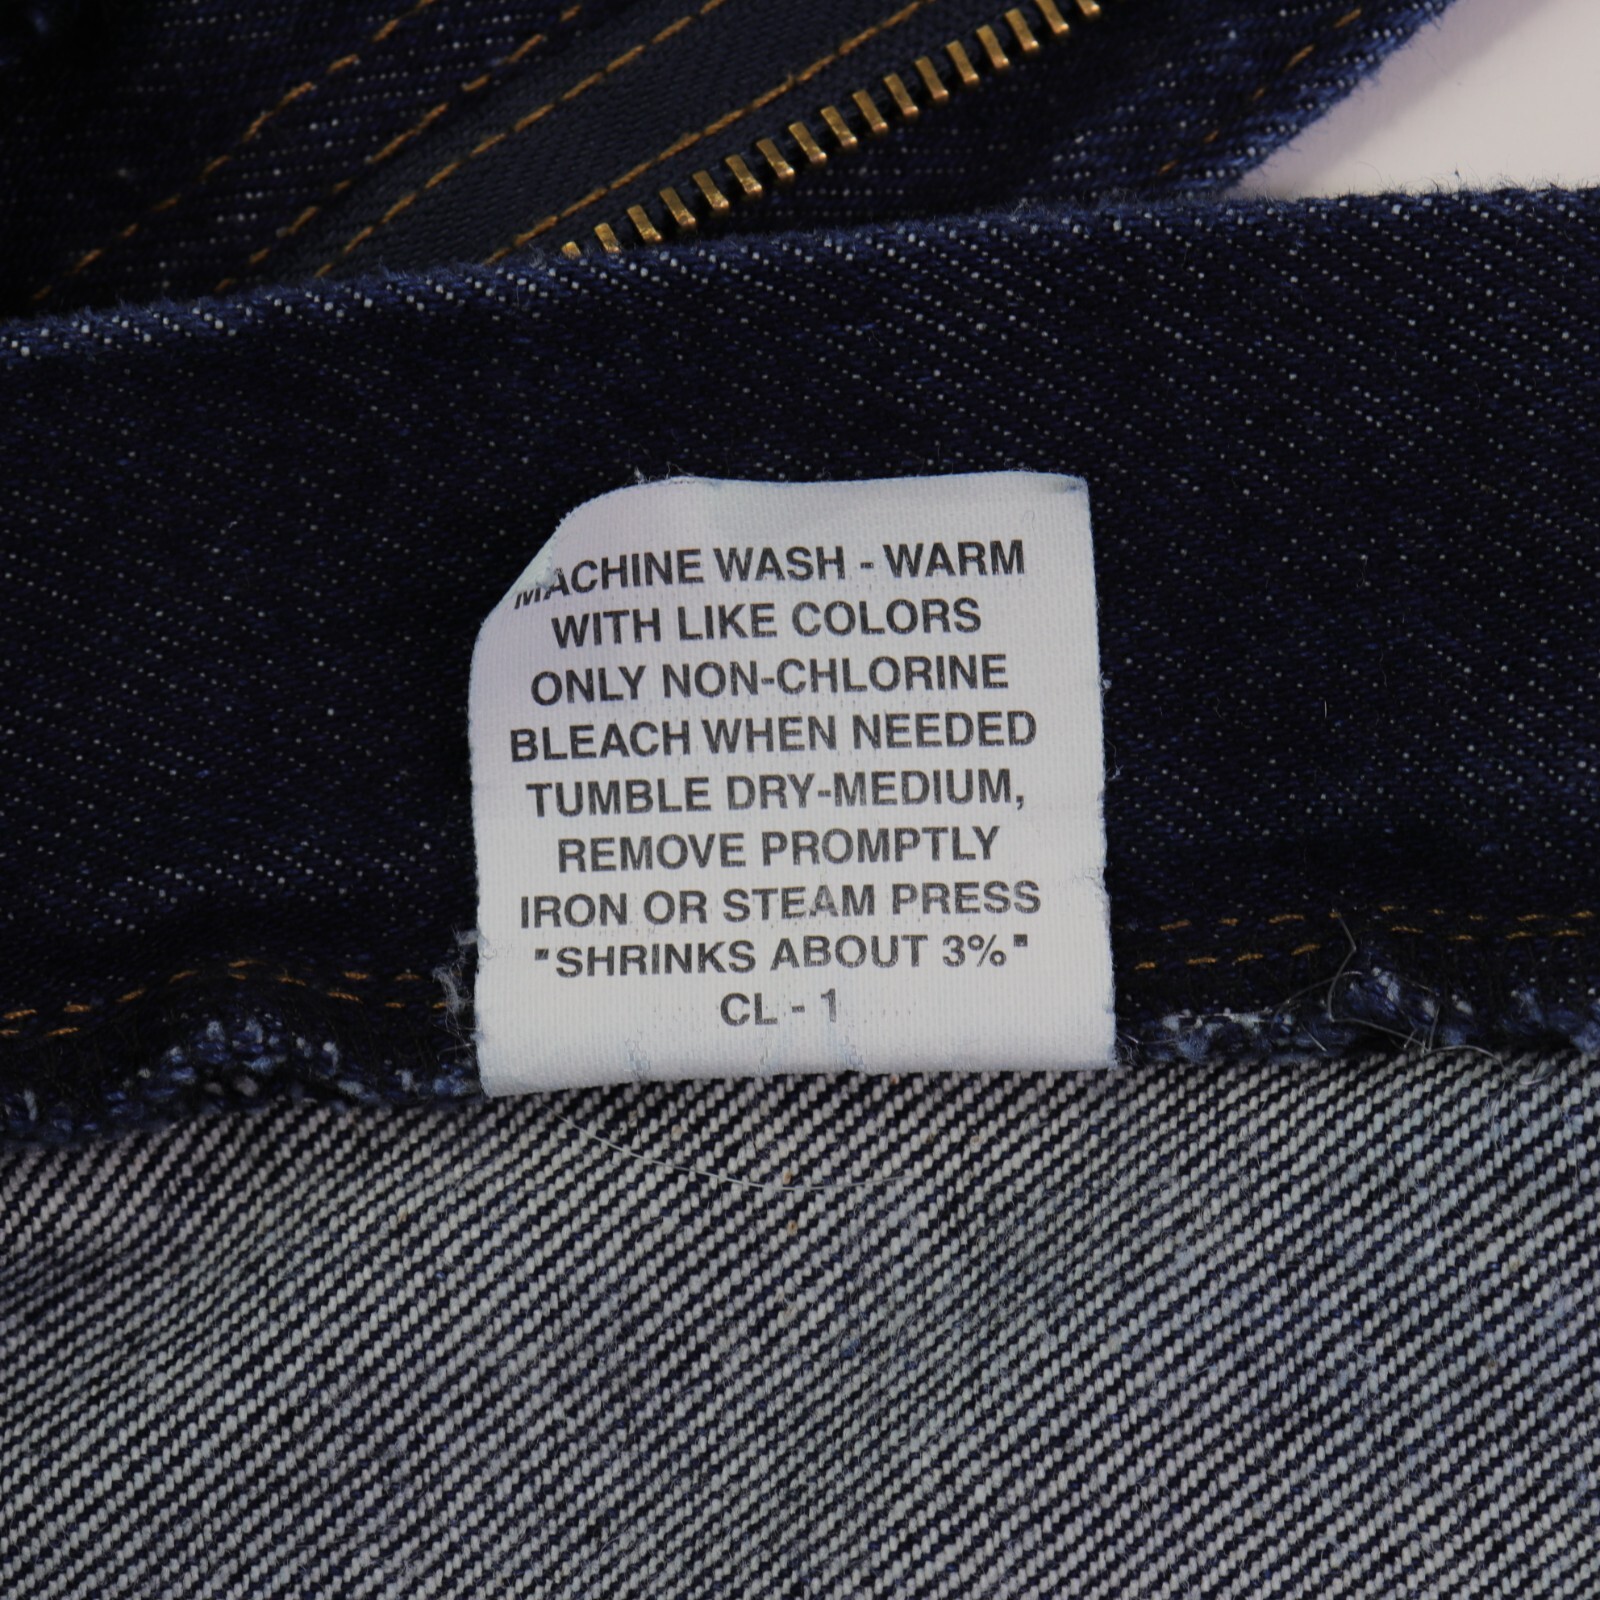 MACHINE WASH - WARM
WITH LIKE COLORS
ONLY NON-CHLORINE
BLEACH WHEN NEEDED
TUMBLE DRY-MEDIUM,
REMOVE PROMPTLY
IRON OR STEAM PRESS
"SHRINKS ABOUT 3%"
CL - 1